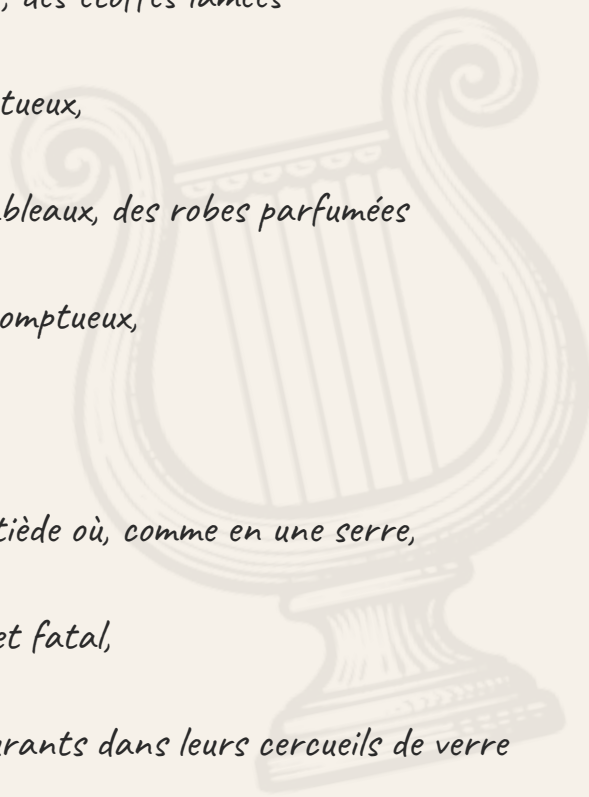 des étoffes lamées
tueux,
bleaux, des robes parfumées
omptueux,
tiède où, comme en une serre,
et fatal,
rants dans leurs cercueils de verre